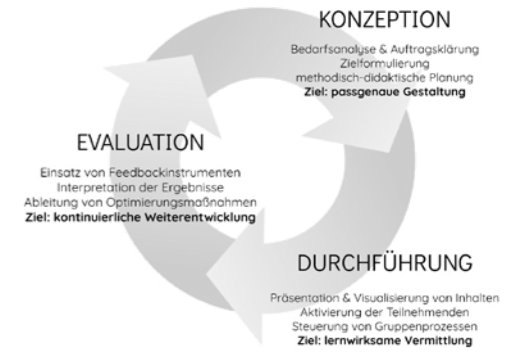 KONZEPTION
Bedarfsanalyse & Auftragsklärung
Zielformulierung
methodisch-didaktische Planung
Ziel: passgenaue Gestaltung
EVALUATION
Einsatz von Feedbackinstrumenten
Interpretation der Ergebnisse
Ableitung von Optimierungsmaßnahmen
Ziel: kontinuierliche Weiterentwicklung
DURCHFÜHRUNG
Präsentation & Visualisierung von Inhalten
Aktivierung der Teilnehmenden
Steuerung von Gruppenprozessen
Ziel: lernwirksame Vermittlung